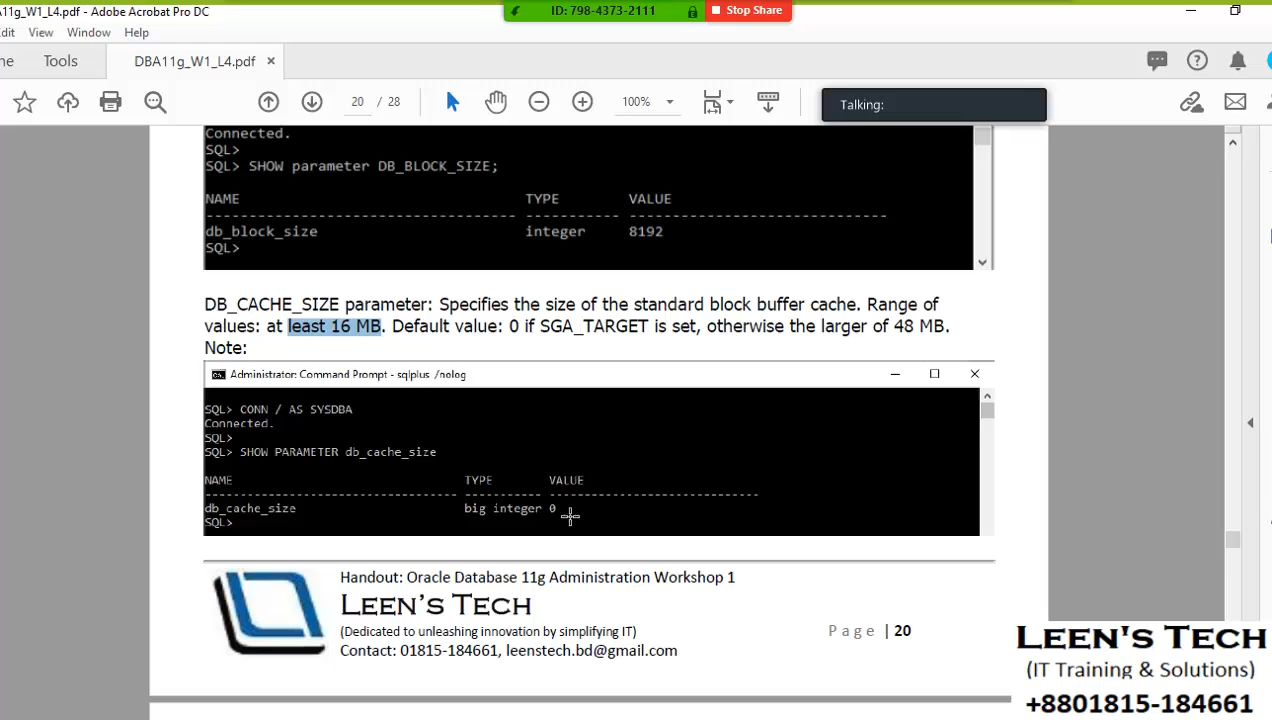 A11g_W1_L4.pdf - Adobe Acrobat Pro DC
ID: 798-4373-2111
Stop Share
View Window Help
Tools
DBA11g_W1_L4.pdf ×
20 / 28
100%
Talking:
Connected.
SQL>
SQL> SHOW parameter DB_BLOCK_SIZE;
NAME TYPE VALUE
------------------------------------ ----------- ------------------------------
db_block_size integer 8192
SQL>
DB_CACHE_SIZE parameter: Specifies the size of the standard block buffer cache. Range of
values: at least 16 MB. Default value: 0 if SGA_TARGET is set, otherwise the larger of 48 MB.
Note:
Administrator: Command Prompt - sqlplus /nolog
SQL> CONN / AS SYSDBA
Connected.
SQL>
SQL> SHOW PARAMETER db_cache_size
NAME TYPE VALUE
------------------------------------ ----------- ------------------------------
db_cache_size big integer 0
SQL>
Handout: Oracle Database 11g Administration Workshop 1
LEEN'S TECH
(Dedicated to unleashing innovation by simplifying IT)
Contact: 01815-184661, leenstech.bd@gmail.com
Page | 20
LEEN'S TECH
(IT Training & Solutions)
+8801815-184661